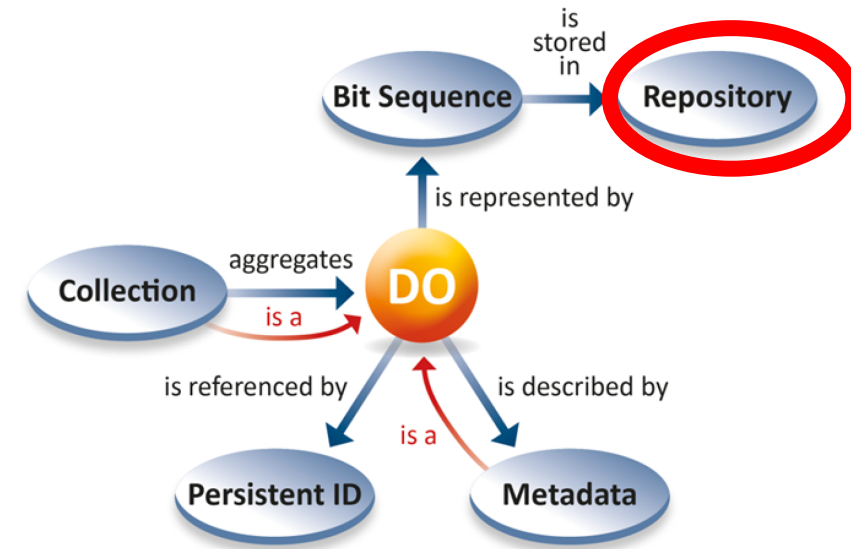 is
stored
in
Bit Sequence
Repository
is represented by
aggregates
Collection
DO
is a
is referenced by
is described by
is a
Persistent ID
Metadata